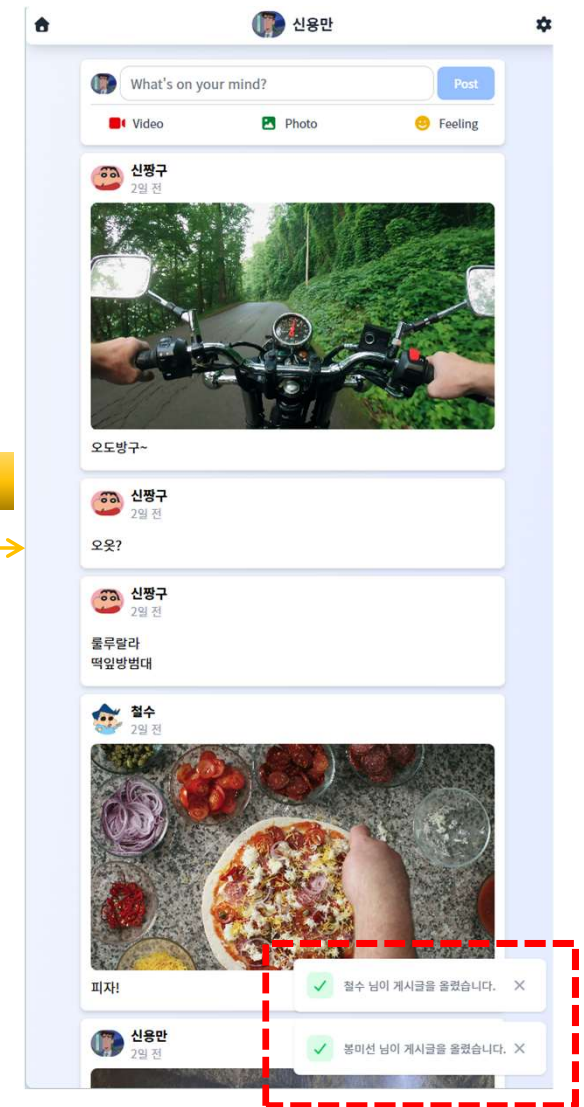 신용만
What's on your mind?
Post
Video
Photo
Feeling
신짱구
2일 전
오도방구~
신짱구
2일 전
오옷?
신짱구
2일 전
룰루랄라
떡잎방범대
철수
2일 전
피자!
철수 님이 게시글을 올렸습니다.
신용만
2일 전
봉미선 님이 게시글을 올렸습니다.